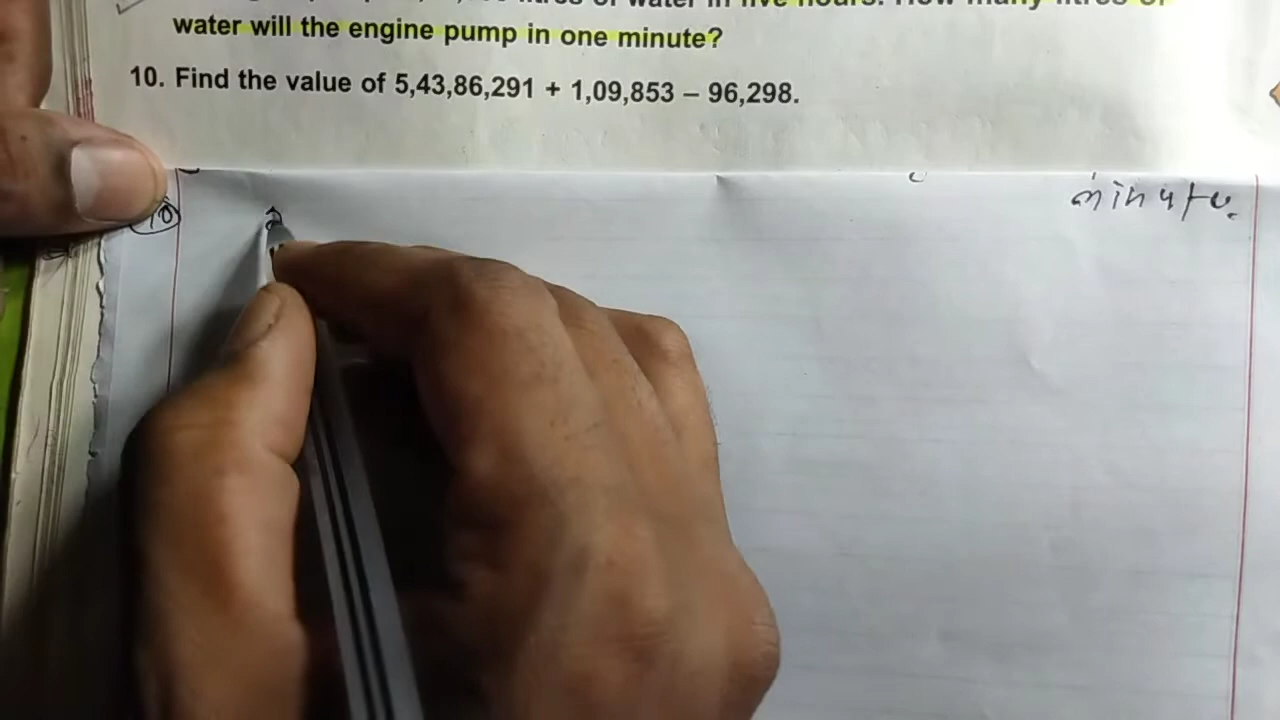 water will the engine pump in one minute?
10. Find the value of 5,43,86,291 + 1,09,853 – 96,298.
minute.
10